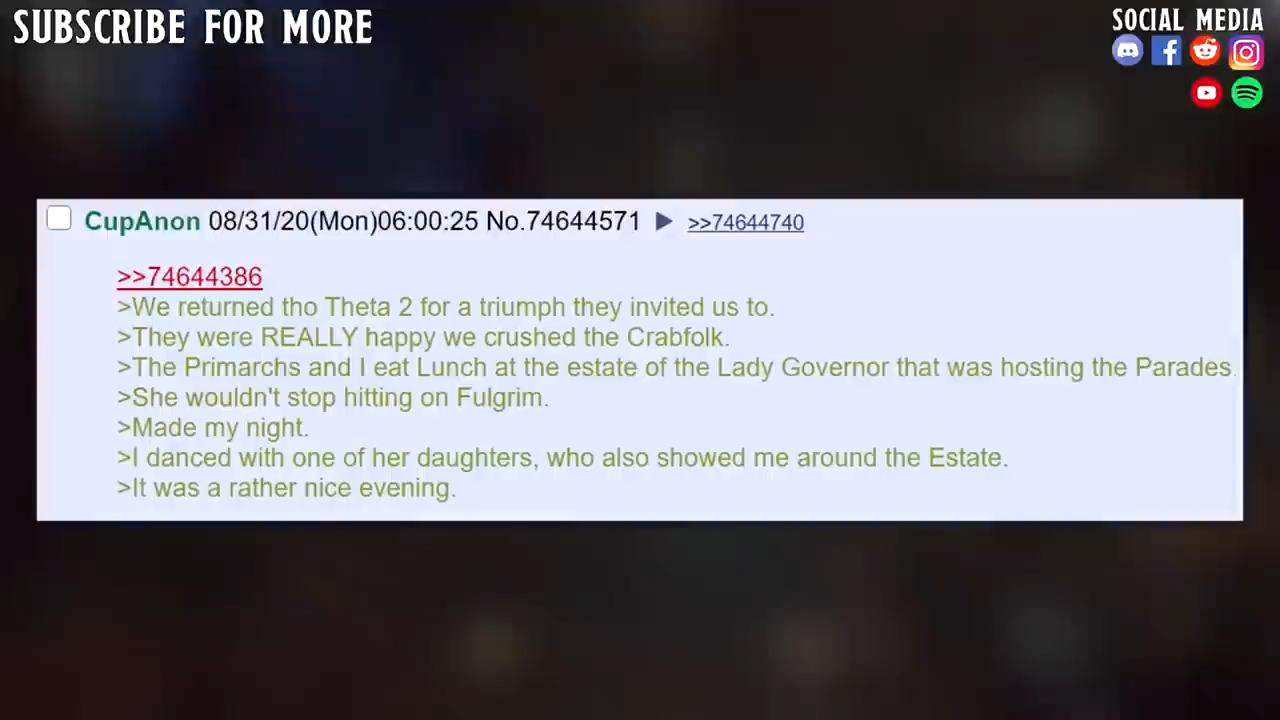 SUBSCRIBE FOR MORE
SOCIAL MEDIA
CupAnon 08/31/20(Mon)06:00:25 No.74644571 ▶ >>74644740
>>74644386
>We returned tho Theta 2 for a triumph they invited us to.
>They were REALLY happy we crushed the Crabfolk.
>The Primarchs and I eat Lunch at the estate of the Lady Governor that was hosting the Parades.
>She wouldn't stop hitting on Fulgrim.
>Made my night.
>I danced with one of her daughters, who also showed me around the Estate.
>It was a rather nice evening.